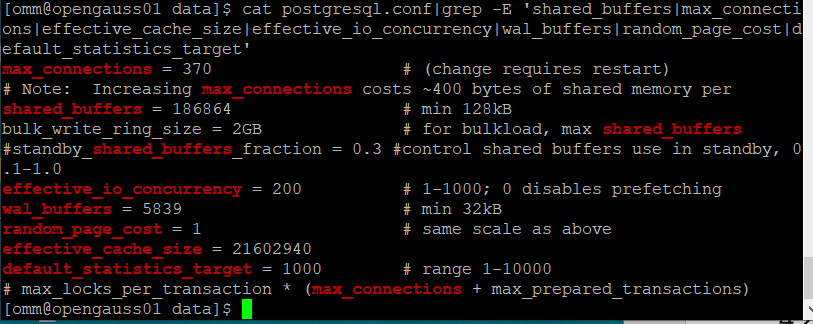 [omm@opengauss01 data]$ cat postgresql.conf|grep -E 'shared_buffers|max_connecti
ons|effective_cache_size|effective_io_concurrency|wal_buffers|random_page_cost|d
efault_statistics_target'
max_connections = 370 # (change requires restart)
# Note:  Increasing max_connections costs ~400 bytes of shared memory per
shared_buffers = 186864 # min 128kB
bulk_write_ring_size = 2GB # for bulkload, max shared_buffers
#standby_shared_buffers_fraction = 0.3 #control shared buffers use in standby, 0
.1-1.0
effective_io_concurrency = 200 # 1-1000; 0 disables prefetching
wal_buffers = 5839 # min 32kB
random_page_cost = 1 # same scale as above
effective_cache_size = 21602940
default_statistics_target = 1000 # range 1-10000
# max_locks_per_transaction * (max_connections + max_prepared_transactions)
[omm@opengauss01 data]$